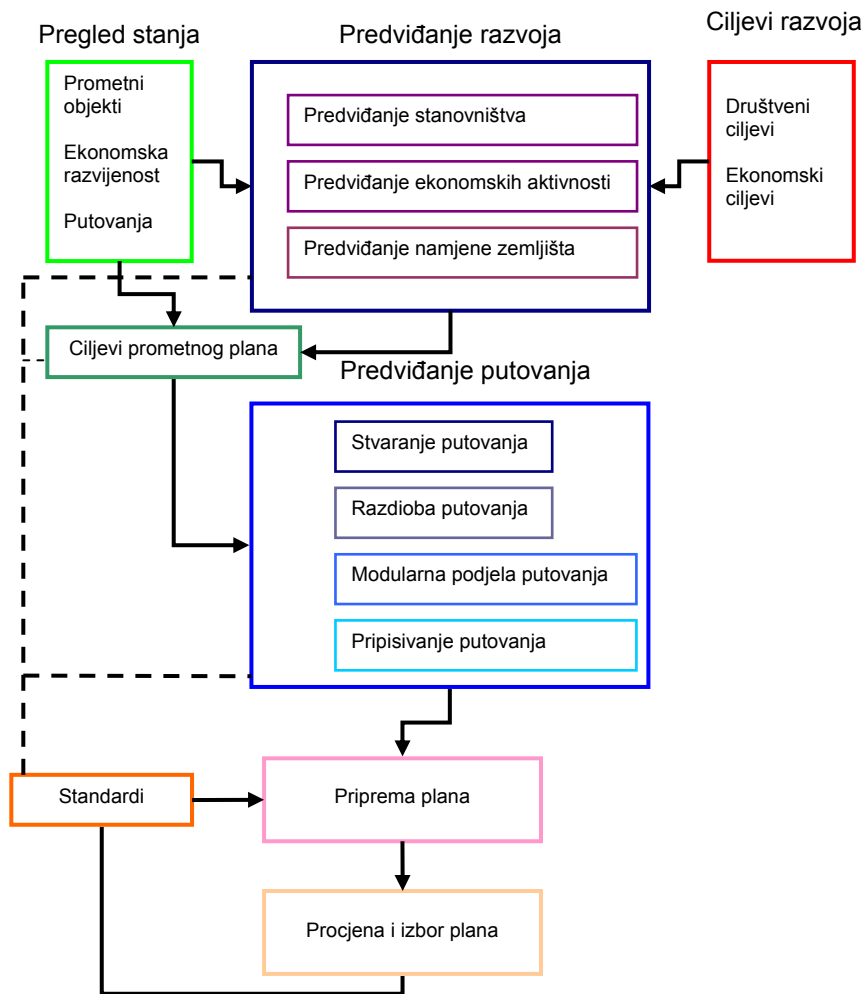 Pregled stanja
Predviđanje razvoja
Ciljevi razvoja
Prometni
objekti
Ekonomska
razvijenost
Putovanja
Predviđanje stanovništva
Predviđanje ekonomskih aktivnosti
Predviđanje namjene zemljišta
Društveni
ciljevi
Ekonomski
ciljevi
Ciljevi prometnog plana
Predviđanje putovanja
Stvaranje putovanja
Razdioba putovanja
Modularna podjela putovanja
Pripisivanje putovanja
Standardi
Priprema plana
Procjena i izbor plana